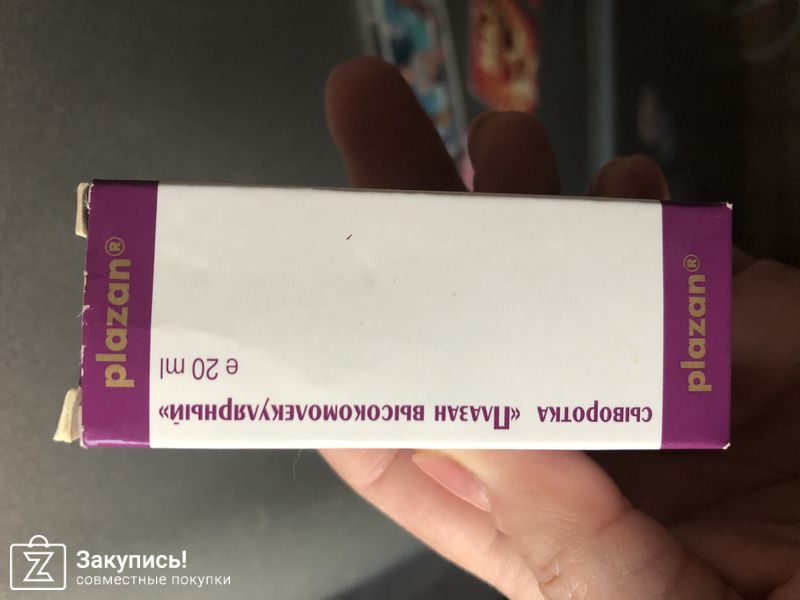 plazan®
сыворотка «Плазан высокомолекулярный»
e 20 ml
plazan®
Закупись!
совместные покупки